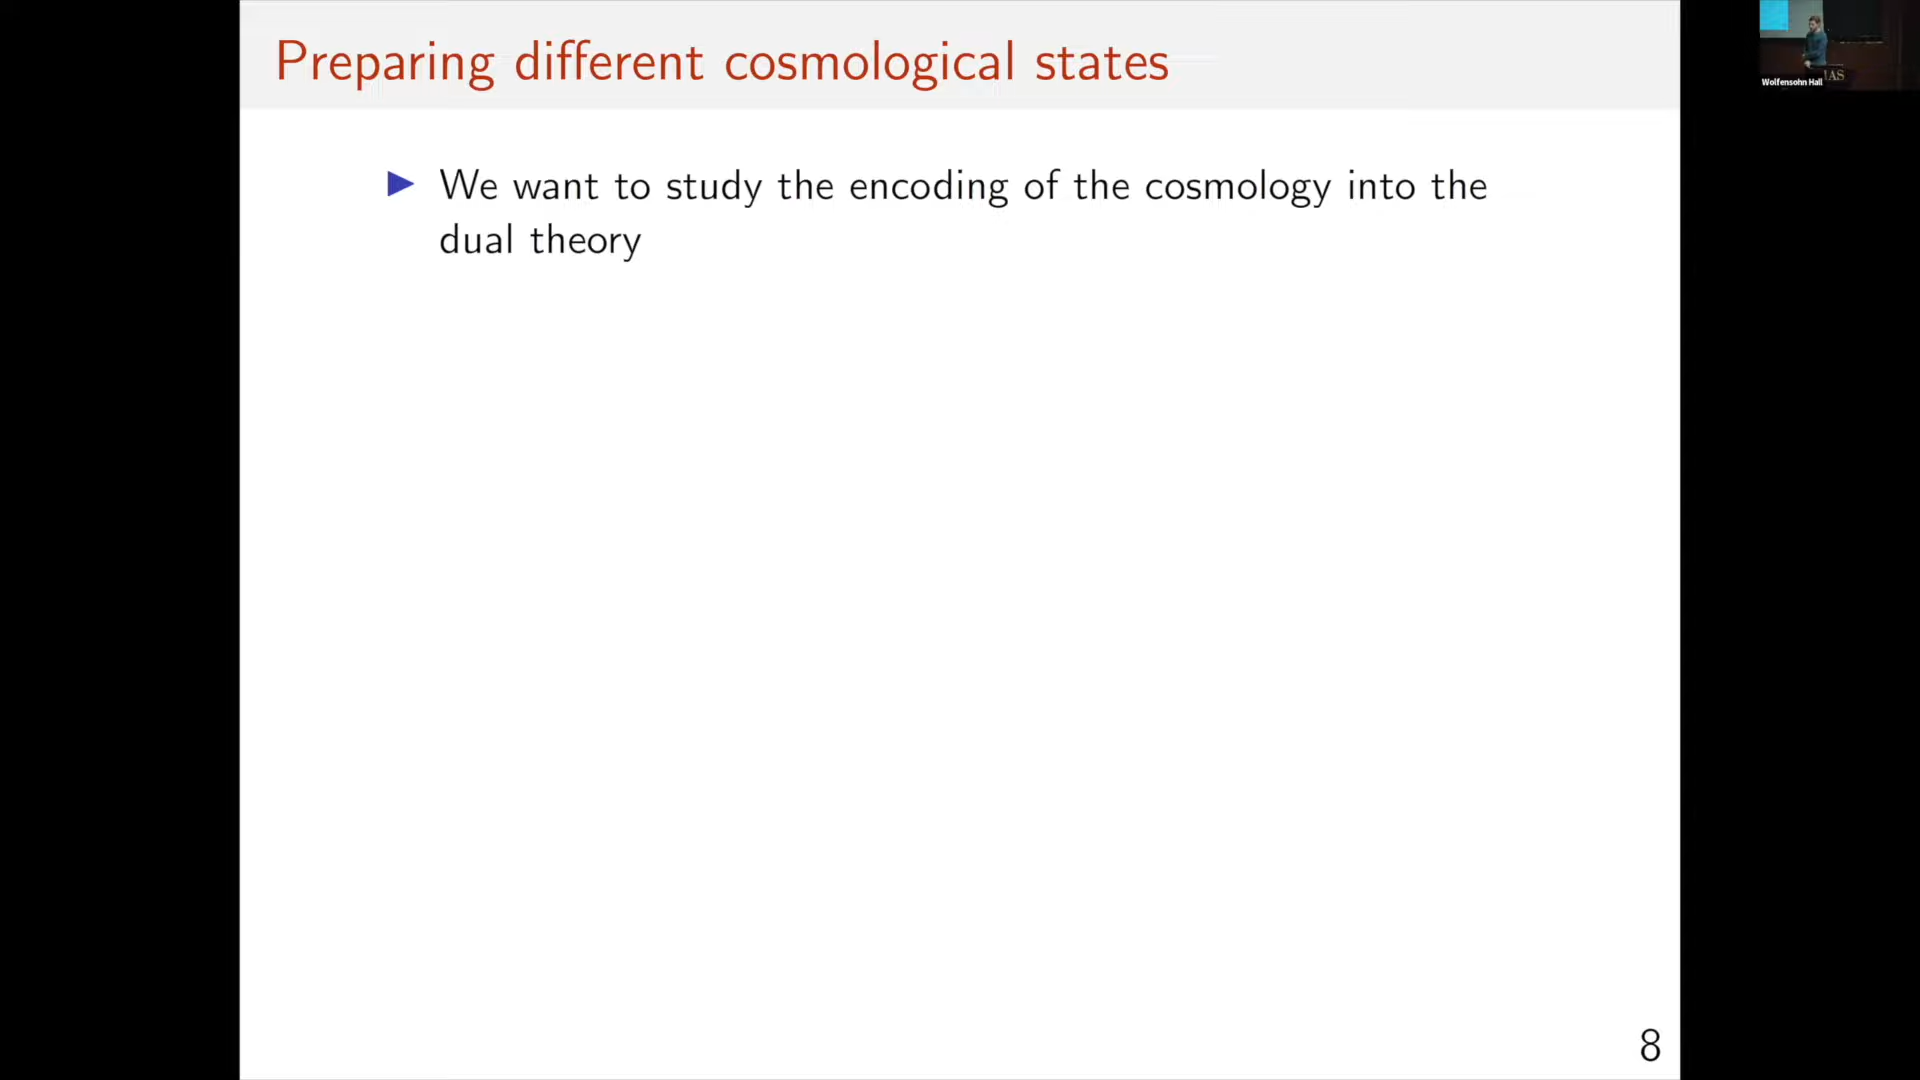 Preparing different cosmological states
▶ We want to study the encoding of the cosmology into the
dual theory
8
Wolfensohn Hall
IAS